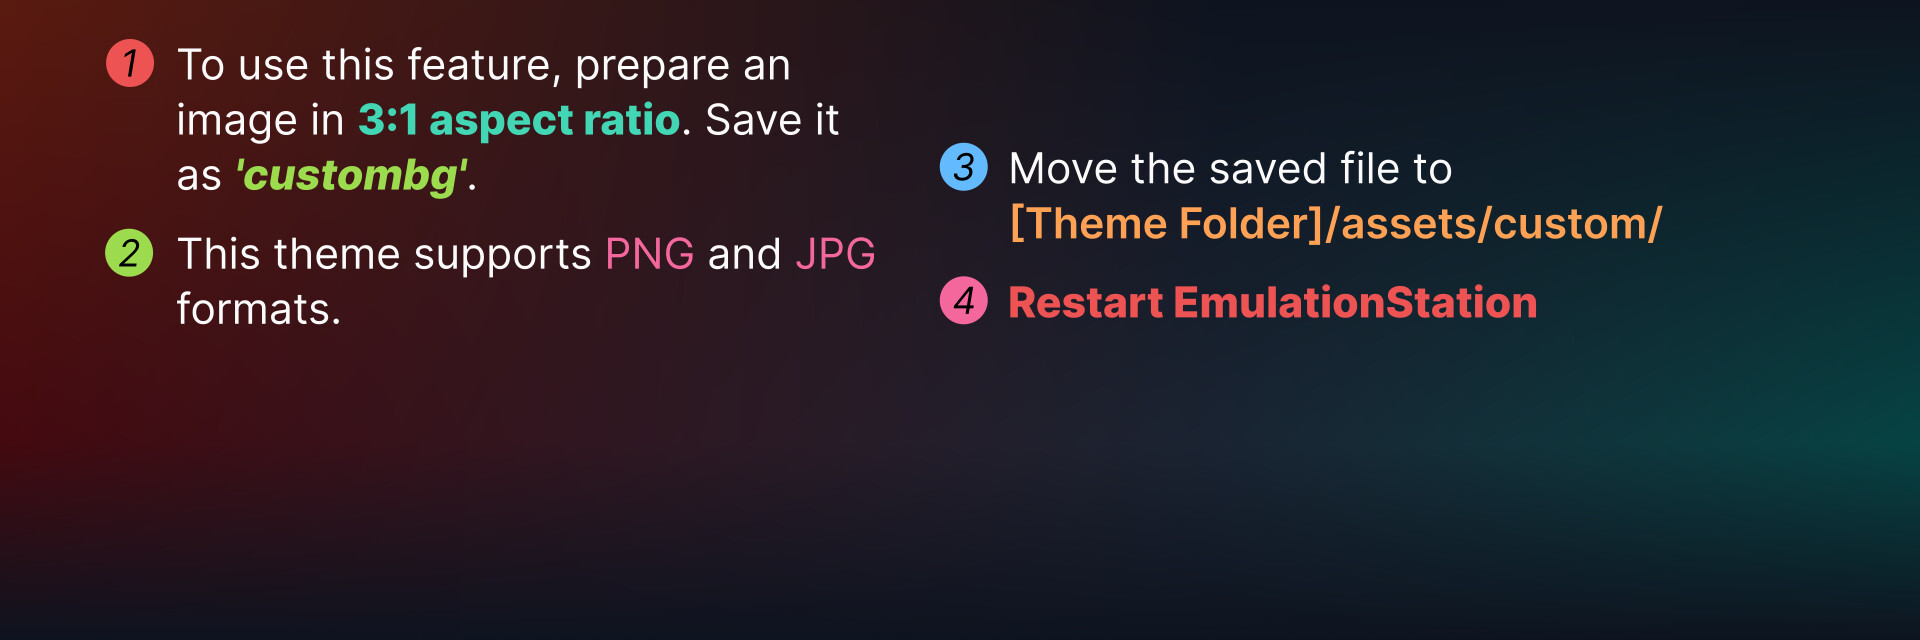 1 To use this feature, prepare an
image in 3:1 aspect ratio. Save it
as 'custombg'.
2 This theme supports PNG and JPG
formats.
3 Move the saved file to
[Theme Folder]/assets/custom/
4 Restart EmulationStation